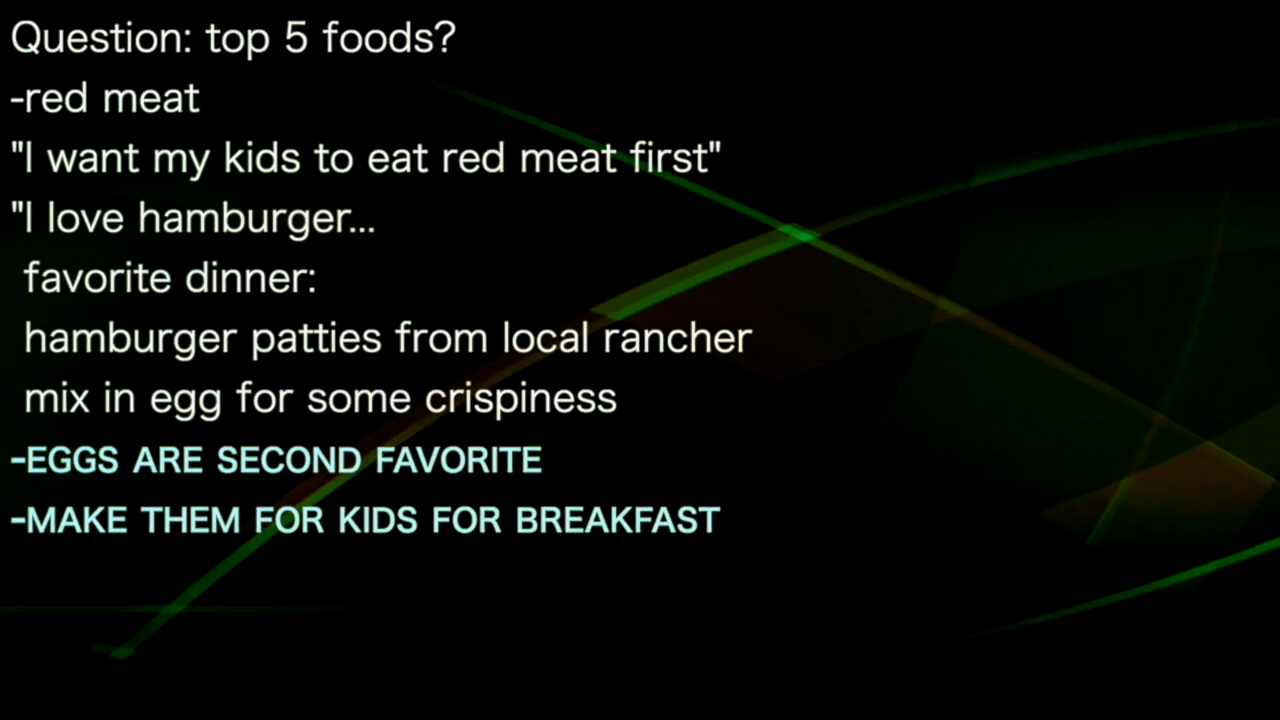 Question: top 5 foods?
-red meat
"I want my kids to eat red meat first"
"I love hamburger...
favorite dinner:
hamburger patties from local rancher
mix in egg for some crispiness
-EGGS ARE SECOND FAVORITE
-MAKE THEM FOR KIDS FOR BREAKFAST